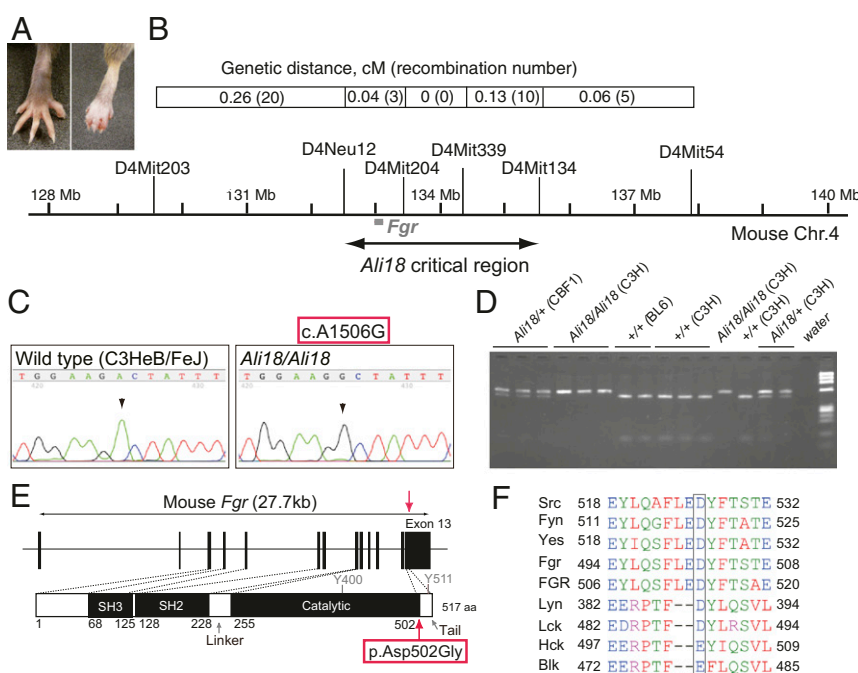 A
B
Genetic distance, cM (recombination number)
0.26 (20) 0.04 (3) 0 (0) 0.13 (10) 0.06 (5)
D4Mit203 D4Neu12 D4Mit204 D4Mit339 D4Mit134 D4Mit54
128 Mb 131 Mb 134 Mb 137 Mb 140 Mb
Fgr
Mouse Chr.4
Ali18 critical region
C
c.A1506G
Wild type (C3HeB/FeJ)
T G G A A G A C T A T T T
420
Ali18/Ali18
T G G A A G G C T A T T T
D
Ali18/+ (CBF1)
Ali18/Ali18 (C3H)
+/+ (BL6)
+/+ (C3H)
Ali18/Ali18 (C3H)
+/+ (C3H)
Ali18/+ (C3H)
water
E
Mouse Fgr (27.7kb)
Exon 13
Y400 Y511
SH3 SH2 Catalytic 517 aa
1 68 125 128 228 255 502
Linker Tail
p.Asp502Gly
F
Src 518 EYLQAFLEDYFTSTE 532
Fyn 511 EYLQGFLEDYFTATE 525
Yes 518 EYIQSFLEDYFTATE 532
Fgr 494 EYLQSFLEDYFTSTE 508
FGR 506 EYLQSFLEDYFTSAE 520
Lyn 382 EERPTF--DYLQSVL 394
Lck 482 EDRPTF--DYLRSVL 494
Hck 497 EERPTF--EYIQSVL 509
Blk 472 EERPTF--EFLQSVL 485